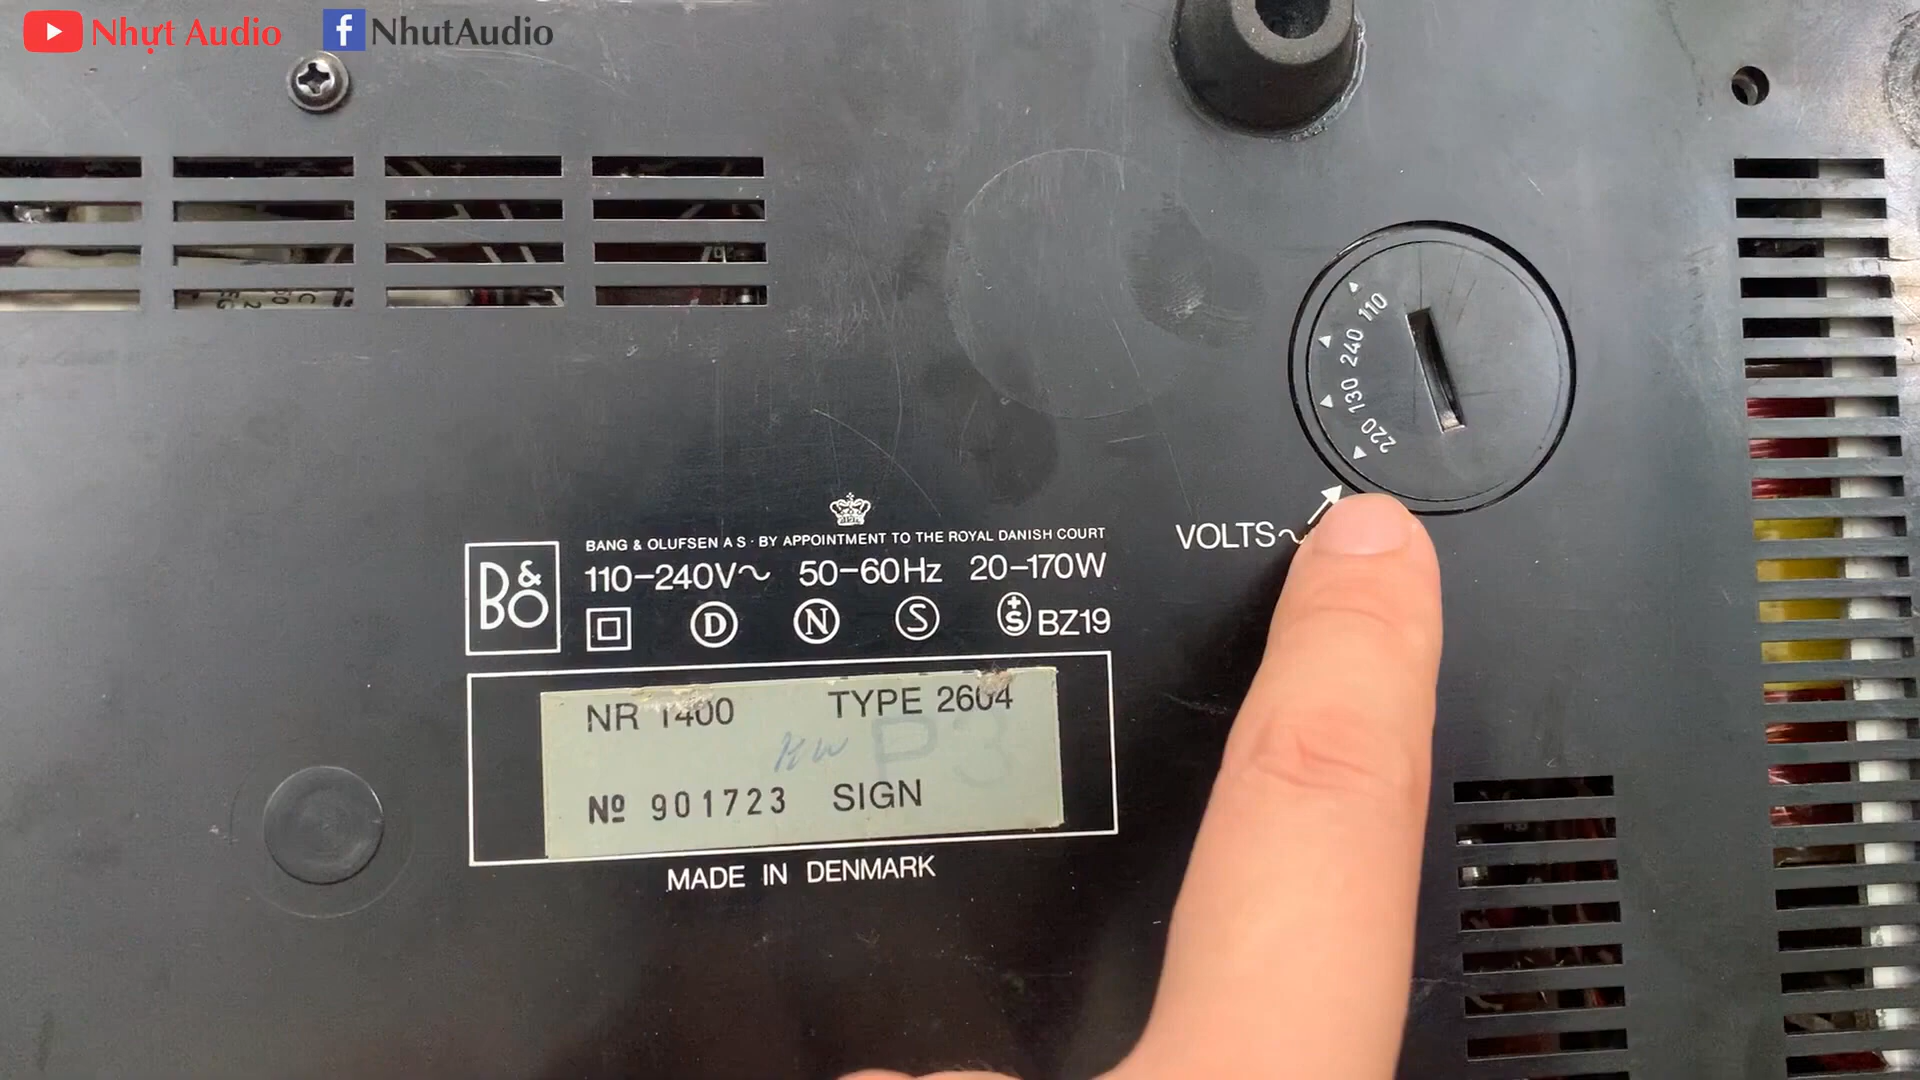 Nhựt Audio
NhutAudio
110
240
130
220
VOLTS~
BANG & OLUFSEN A S · BY APPOINTMENT TO THE ROYAL DANISH COURT
B&O
110–240V~ 50–60Hz 20–170W
D N S +S BZ19
NR 1400 TYPE 2604
P3
Nº 901723 SIGN
MADE IN DENMARK